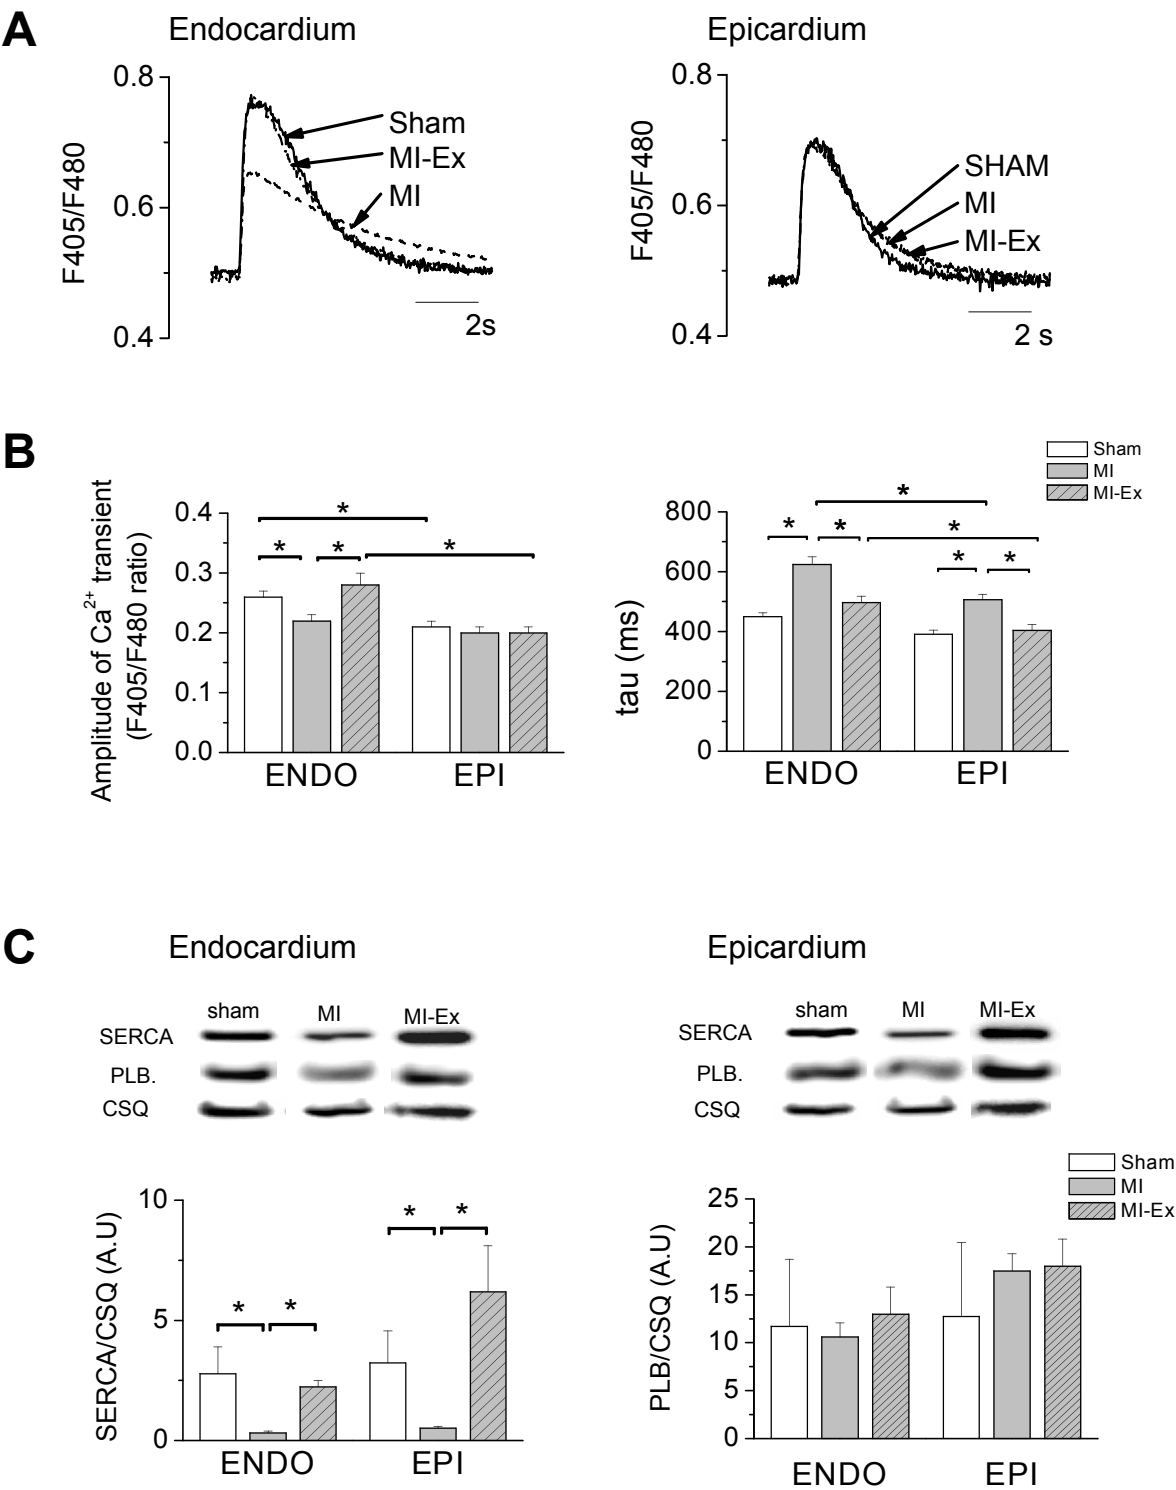 A
Endocardium
Epicardium
0.8
0.6
0.4
F405/F480
Sham
MI-Ex
MI
2s
0.8
0.6
0.4
F405/F480
SHAM
MI
MI-Ex
2 s
B
Sham
MI
MI-Ex
Amplitude of Ca²⁺ transient
(F405/F480 ratio)
0.4
0.3
0.2
0.1
0.0
*
*
*
*
ENDO
EPI
tau (ms)
800
600
400
200
0
*
*
*
*
*
*
ENDO
EPI
C
Endocardium
Epicardium
sham
MI
MI-Ex
SERCA
PLB.
CSQ
sham
MI
MI-Ex
SERCA
PLB.
CSQ
Sham
MI
MI-Ex
SERCA/CSQ (A.U)
10
5
0
*
*
*
*
ENDO
EPI
PLB/CSQ (A.U)
25
20
15
10
5
0
ENDO
EPI